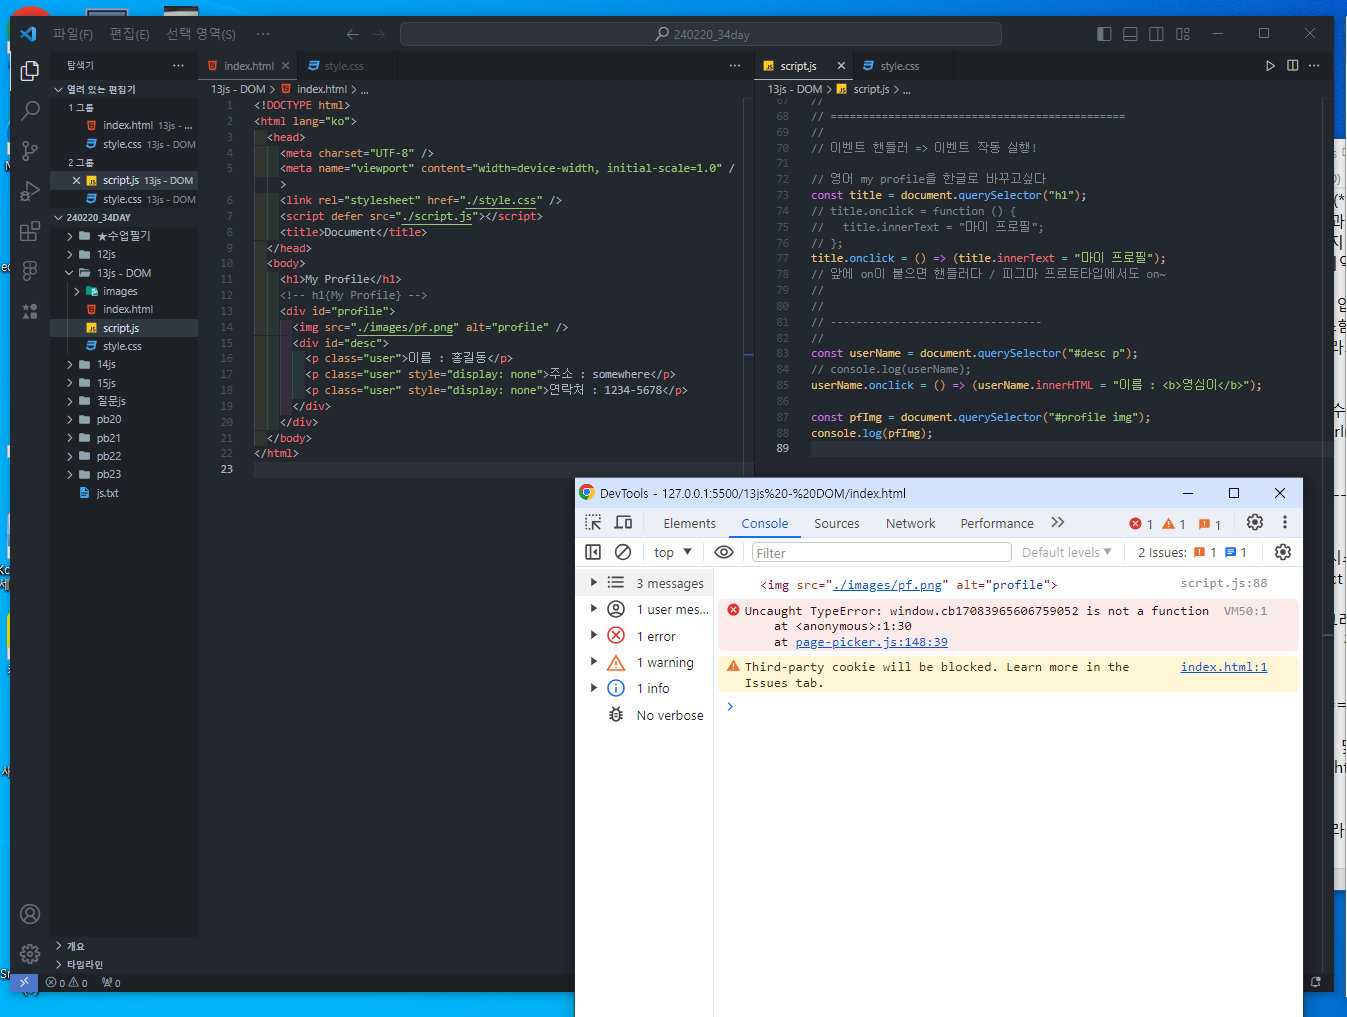 파일(F) 편집(E) 선택 영역(S) ··· 240220_34day
탐색기 ···
열려 있는 편집기
1 그룹
index.html 13js - ...
style.css 13js - DOM
2 그룹
script.js 13js - DOM
style.css 13js - DOM
240220_34DAY
★수업필기
12js
13js - DOM
images
index.html
script.js
style.css
14js
15js
질문js
pb20
pb21
pb22
pb23
js.txt
개요
타임라인
0 0 0
index.html style.css ···
13js - DOM > index.html > ...
1 <!DOCTYPE html>
2 <html lang="ko">
3 <head>
4 <meta charset="UTF-8" />
5 <meta name="viewport" content="width=device-width, initial-scale=1.0" /
>
6 <link rel="stylesheet" href="./style.css" />
7 <script defer src="./script.js"></script>
8 <title>Document</title>
9 </head>
10 <body>
11 <h1>My Profile</h1>
12 <!-- h1{My Profile} -->
13 <div id="profile">
14 <img src="./images/pf.png" alt="profile" />
15 <div id="desc">
16 <p class="user">이름 : 홍길동</p>
17 <p class="user" style="display: none">주소 : somewhere</p>
18 <p class="user" style="display: none">연락처 : 1234-5678</p>
19 </div>
20 </div>
21 </body>
22 </html>
23
script.js style.css ···
13js - DOM > script.js > ...
67 //
68 // ==============================================
69 //
70 // 이벤트 핸들러 => 이벤트 작동 실행!
71
72 // 영어 my profile을 한글로 바꾸고싶다
73 const title = document.querySelector("h1");
74 // title.onclick = function () {
75 // title.innerText = "마이 프로필";
76 // };
77 title.onclick = () => (title.innerText = "마이 프로필");
78 // 앞에 on이 붙으면 핸들러다 / 피그마 프로토타입에서도 on~
79 //
80 //
81 // ---------------------------------
82 //
83 const userName = document.querySelector("#desc p");
84 // console.log(userName);
85 userName.onclick = () => (userName.innerHTML = "이름 : <b>영심이</b>");
86
87 const pfImg = document.querySelector("#profile img");
88 console.log(pfImg);
89
DevTools - 127.0.0.1:5500/13js%20-%20DOM/index.html
Elements Console Sources Network Performance 1 1 1
top Filter Default levels 2 Issues: 1 1
3 messages
1 user mes...
1 error
1 warning
1 info
No verbose
<img src="./images/pf.png" alt="profile"> script.js:88
Uncaught TypeError: window.cb17083965606759052 is not a function VM50:1
at <anonymous>:1:30
at page-picker.js:148:39
Third-party cookie will be blocked. Learn more in the index.html:1
Issues tab.